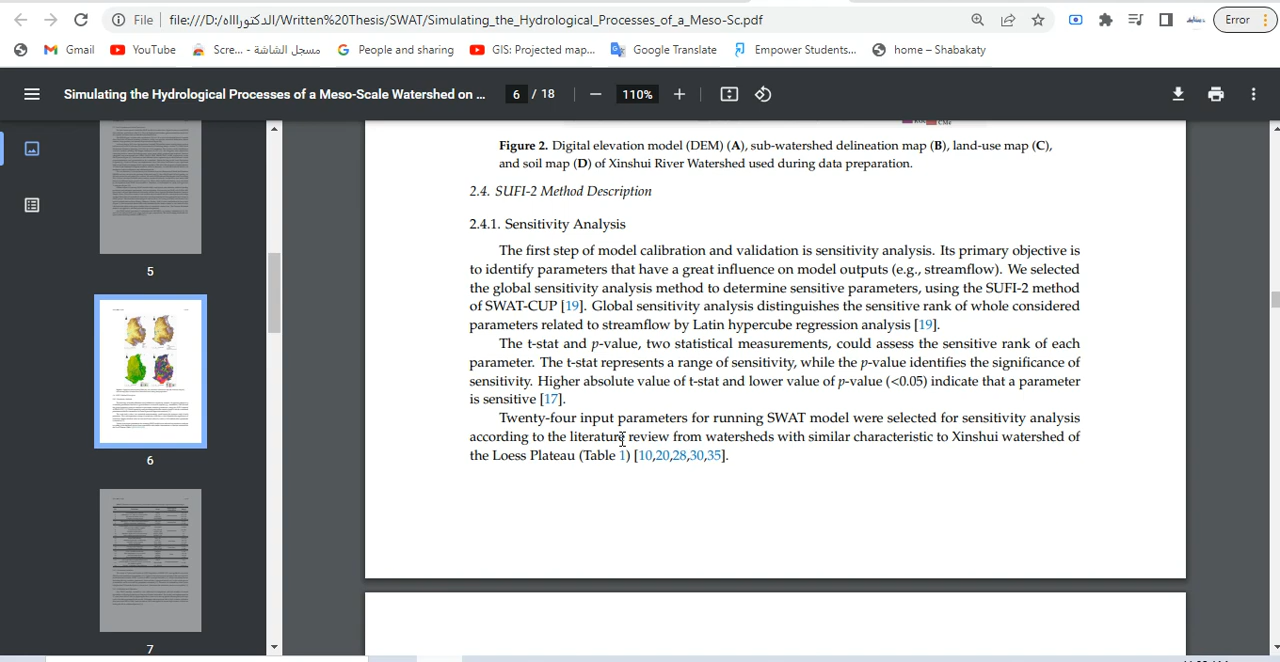 File file:///D:/الدكتورااله/Written%20Thesis/SWAT/Simulating_the_Hydrological_Processes_of_a_Meso-Sc.pdf Error
Gmail YouTube Scre... - مسجل الشاشة People and sharing GIS: Projected map... Google Translate Empower Students... home – Shabakaty
Simulating the Hydrological Processes of a Meso-Scale Watershed on ... 6 / 18 110%
5
6
7
Figure 2. Digital elevation model (DEM) (A), sub-watershed delineation map (B), land-use map (C),
and soil map (D) of Xinshui River Watershed used during data preparation.
2.4. SUFI-2 Method Description
2.4.1. Sensitivity Analysis
The first step of model calibration and validation is sensitivity analysis. Its primary objective is
to identify parameters that have a great influence on model outputs (e.g., streamflow). We selected
the global sensitivity analysis method to determine sensitive parameters, using the SUFI-2 method
of SWAT-CUP [19]. Global sensitivity analysis distinguishes the sensitive rank of whole considered
parameters related to streamflow by Latin hypercube regression analysis [19].
The t-stat and p-value, two statistical measurements, could assess the sensitive rank of each
parameter. The t-stat represents a range of sensitivity, while the p-value identifies the significance of
sensitivity. Higher absolute value of t-stat and lower value of p-value (<0.05) indicate that a parameter
is sensitive [17].
Twenty-four input parameters for running SWAT model were selected for sensitivity analysis
according to the literature review from watersheds with similar characteristic to Xinshui watershed of
the Loess Plateau (Table 1) [10,20,28,30,35].